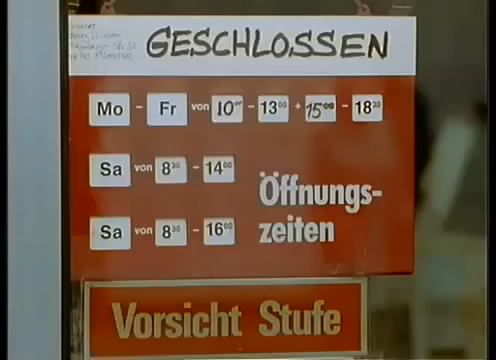 GESCHLOSSEN
Mo - Fr von 10⁰⁰ - 13⁰⁰ + 15⁰⁰ - 18³⁰
Sa von 8³⁰ - 14⁰⁰
Öffnungs-
Sa von 8³⁰ - 16⁰⁰
zeiten
Vorsicht Stufe